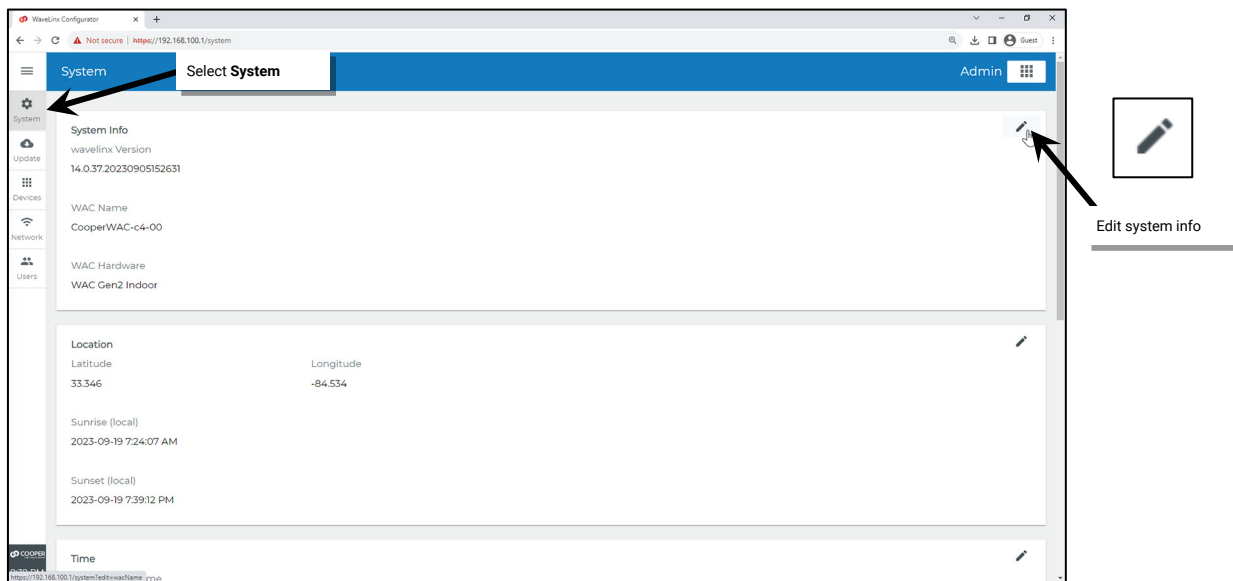 WaveLinx Configurator
Not secure | https://192.168.100.1/system
Guest
System
Select System
Admin
System
Update
Devices
Network
Users
System Info
wavelinx Version
14.0.37.20230905152631
WAC Name
CooperWAC-c4-00
WAC Hardware
WAC Gen2 Indoor
Edit system info
Location
Latitude Longitude
33.346 -84.534
Sunrise (local)
2023-09-19 7:24:07 AM
Sunset (local)
2023-09-19 7:39:12 PM
COOPER
Time
https://192.168.100.1/system?edit=wacName